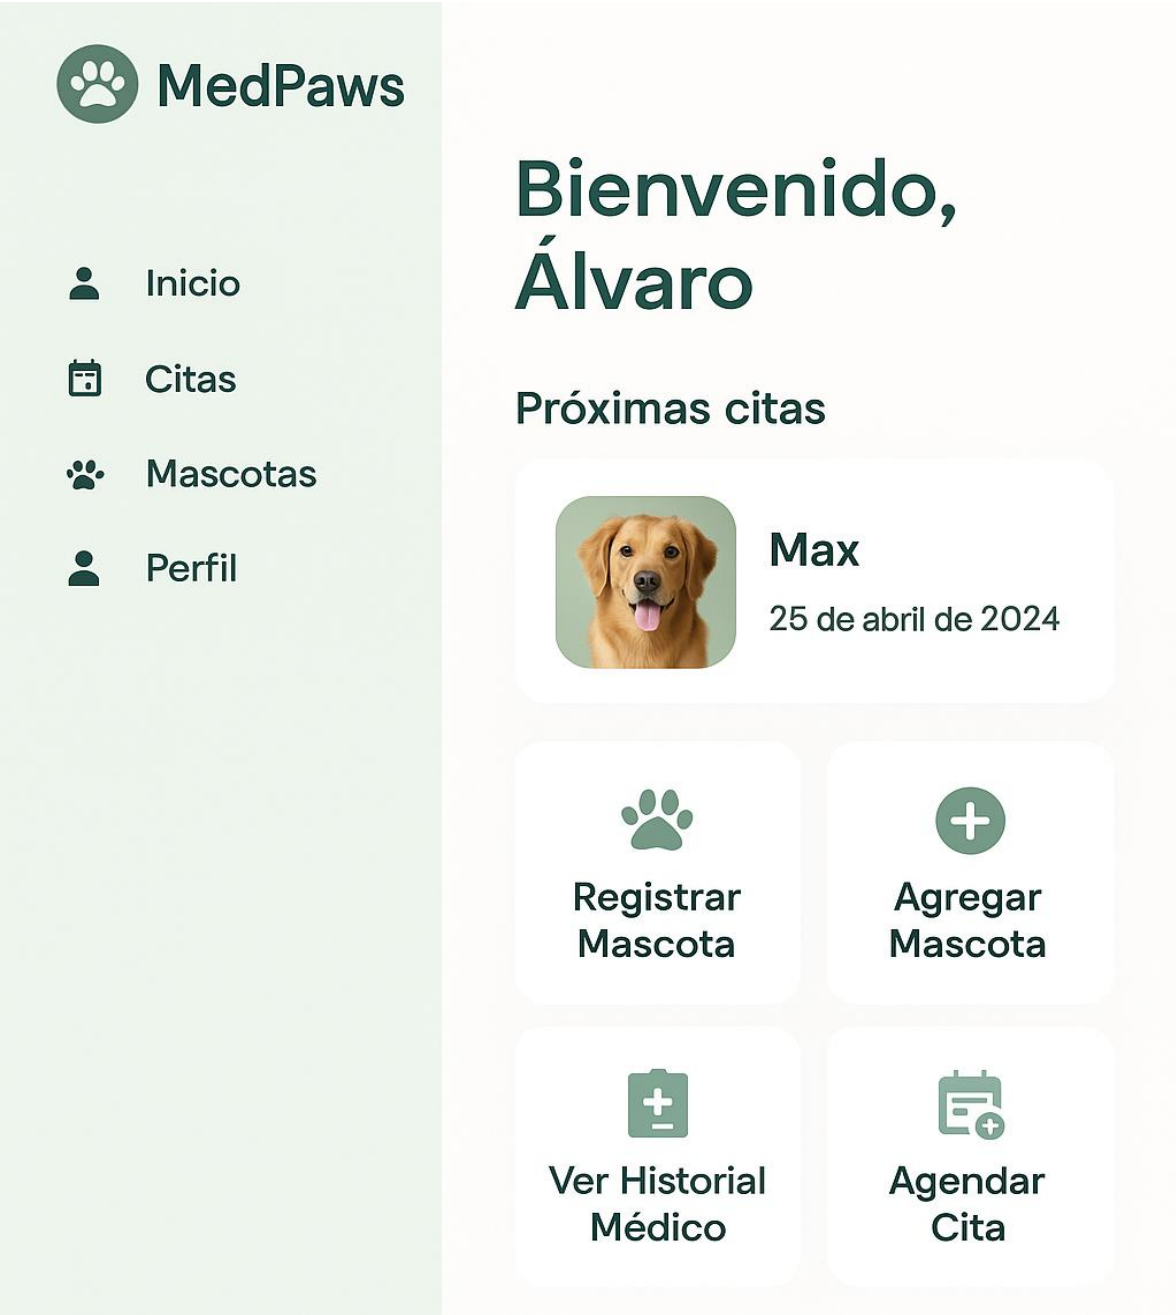 MedPaws
Inicio
Citas
Mascotas
Perfil
Bienvenido,
Álvaro
Próximas citas
Max
25 de abril de 2024
Registrar
Mascota
Agregar
Mascota
Ver Historial
Médico
Agendar
Cita